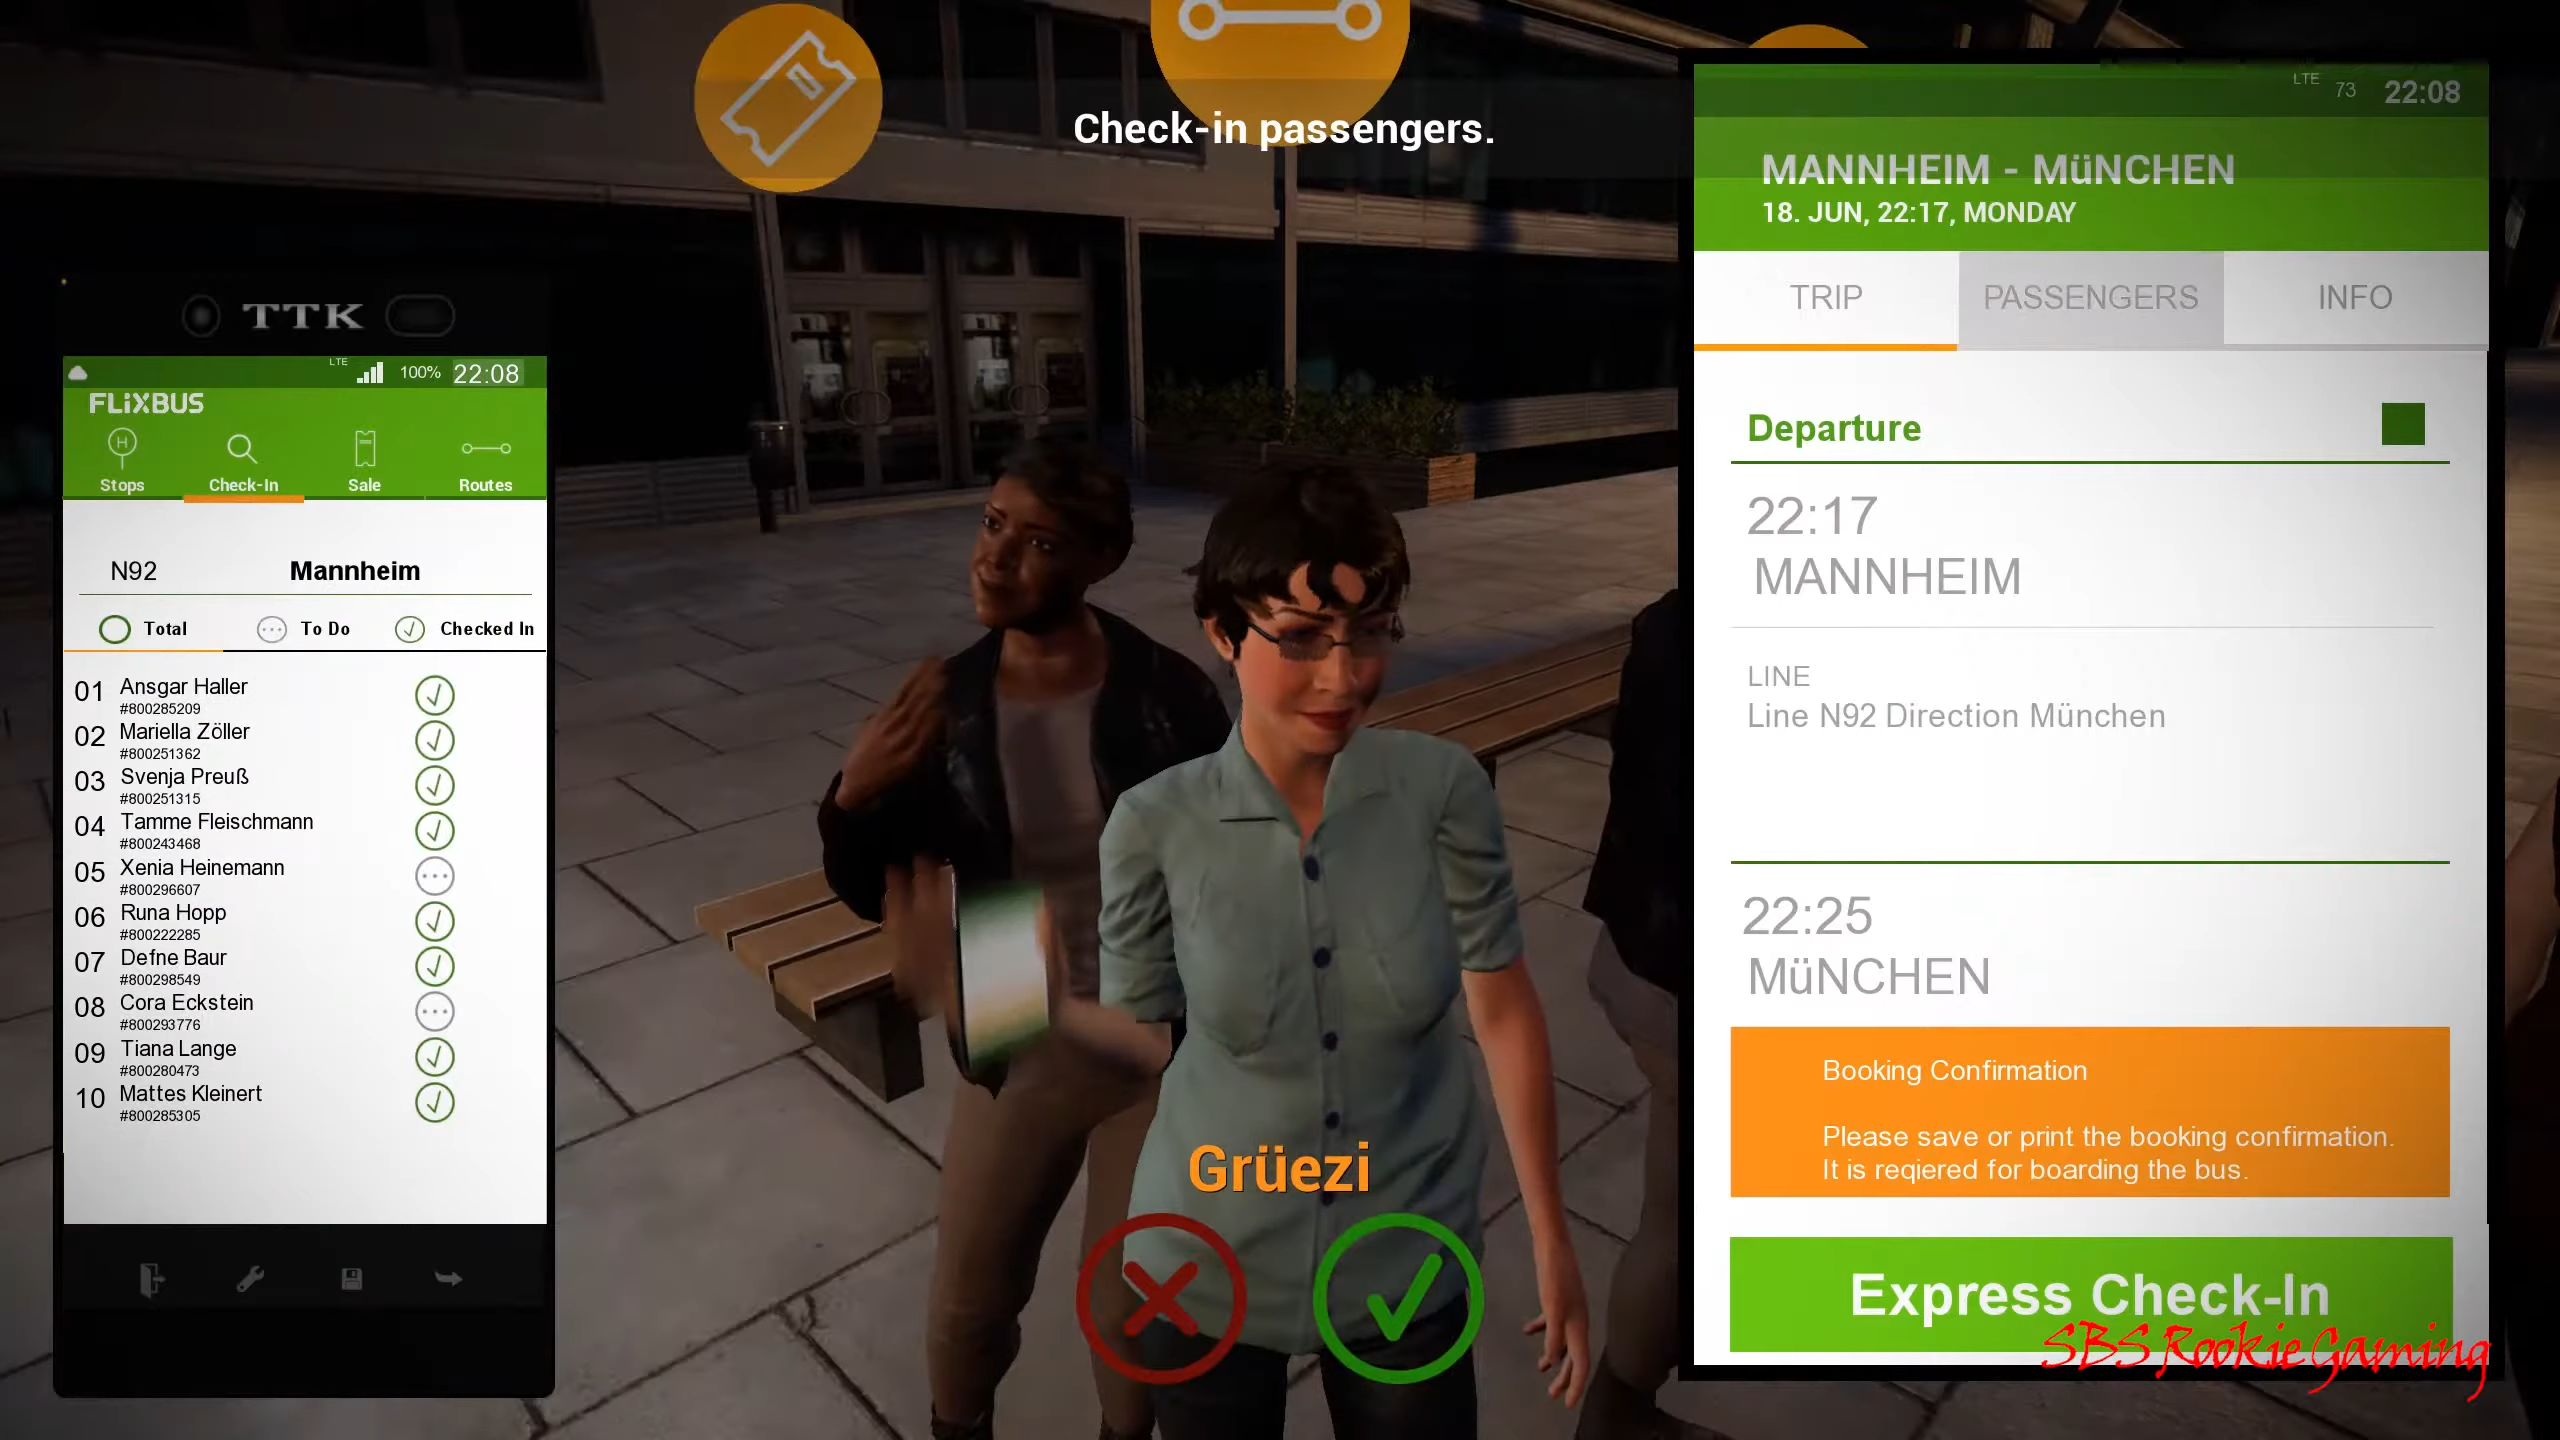 Check-in passengers.
TTK
LTE 100% 22:08
FLiXBUS
Stops Check-In Sale Routes
N92 Mannheim
Total To Do Checked In
01 Ansgar Haller
#800285209
02 Mariella Zöller
#800251362
03 Svenja Preuß
#800251315
04 Tamme Fleischmann
#800243468
05 Xenia Heinemann
#800296607
06 Runa Hopp
#800222285
07 Defne Baur
#800298549
08 Cora Eckstein
#800293776
09 Tiana Lange
#800280473
10 Mattes Kleinert
#800285305
Grüezi
LTE 73 22:08
MANNHEIM - MüNCHEN
18. JUN, 22:17, MONDAY
TRIP PASSENGERS INFO
Departure
22:17
MANNHEIM
LINE
Line N92 Direction München
22:25
MüNCHEN
Booking Confirmation
Please save or print the booking confirmation.
It is reqiered for boarding the bus.
Express Check-In
SBS Rookie Gaming